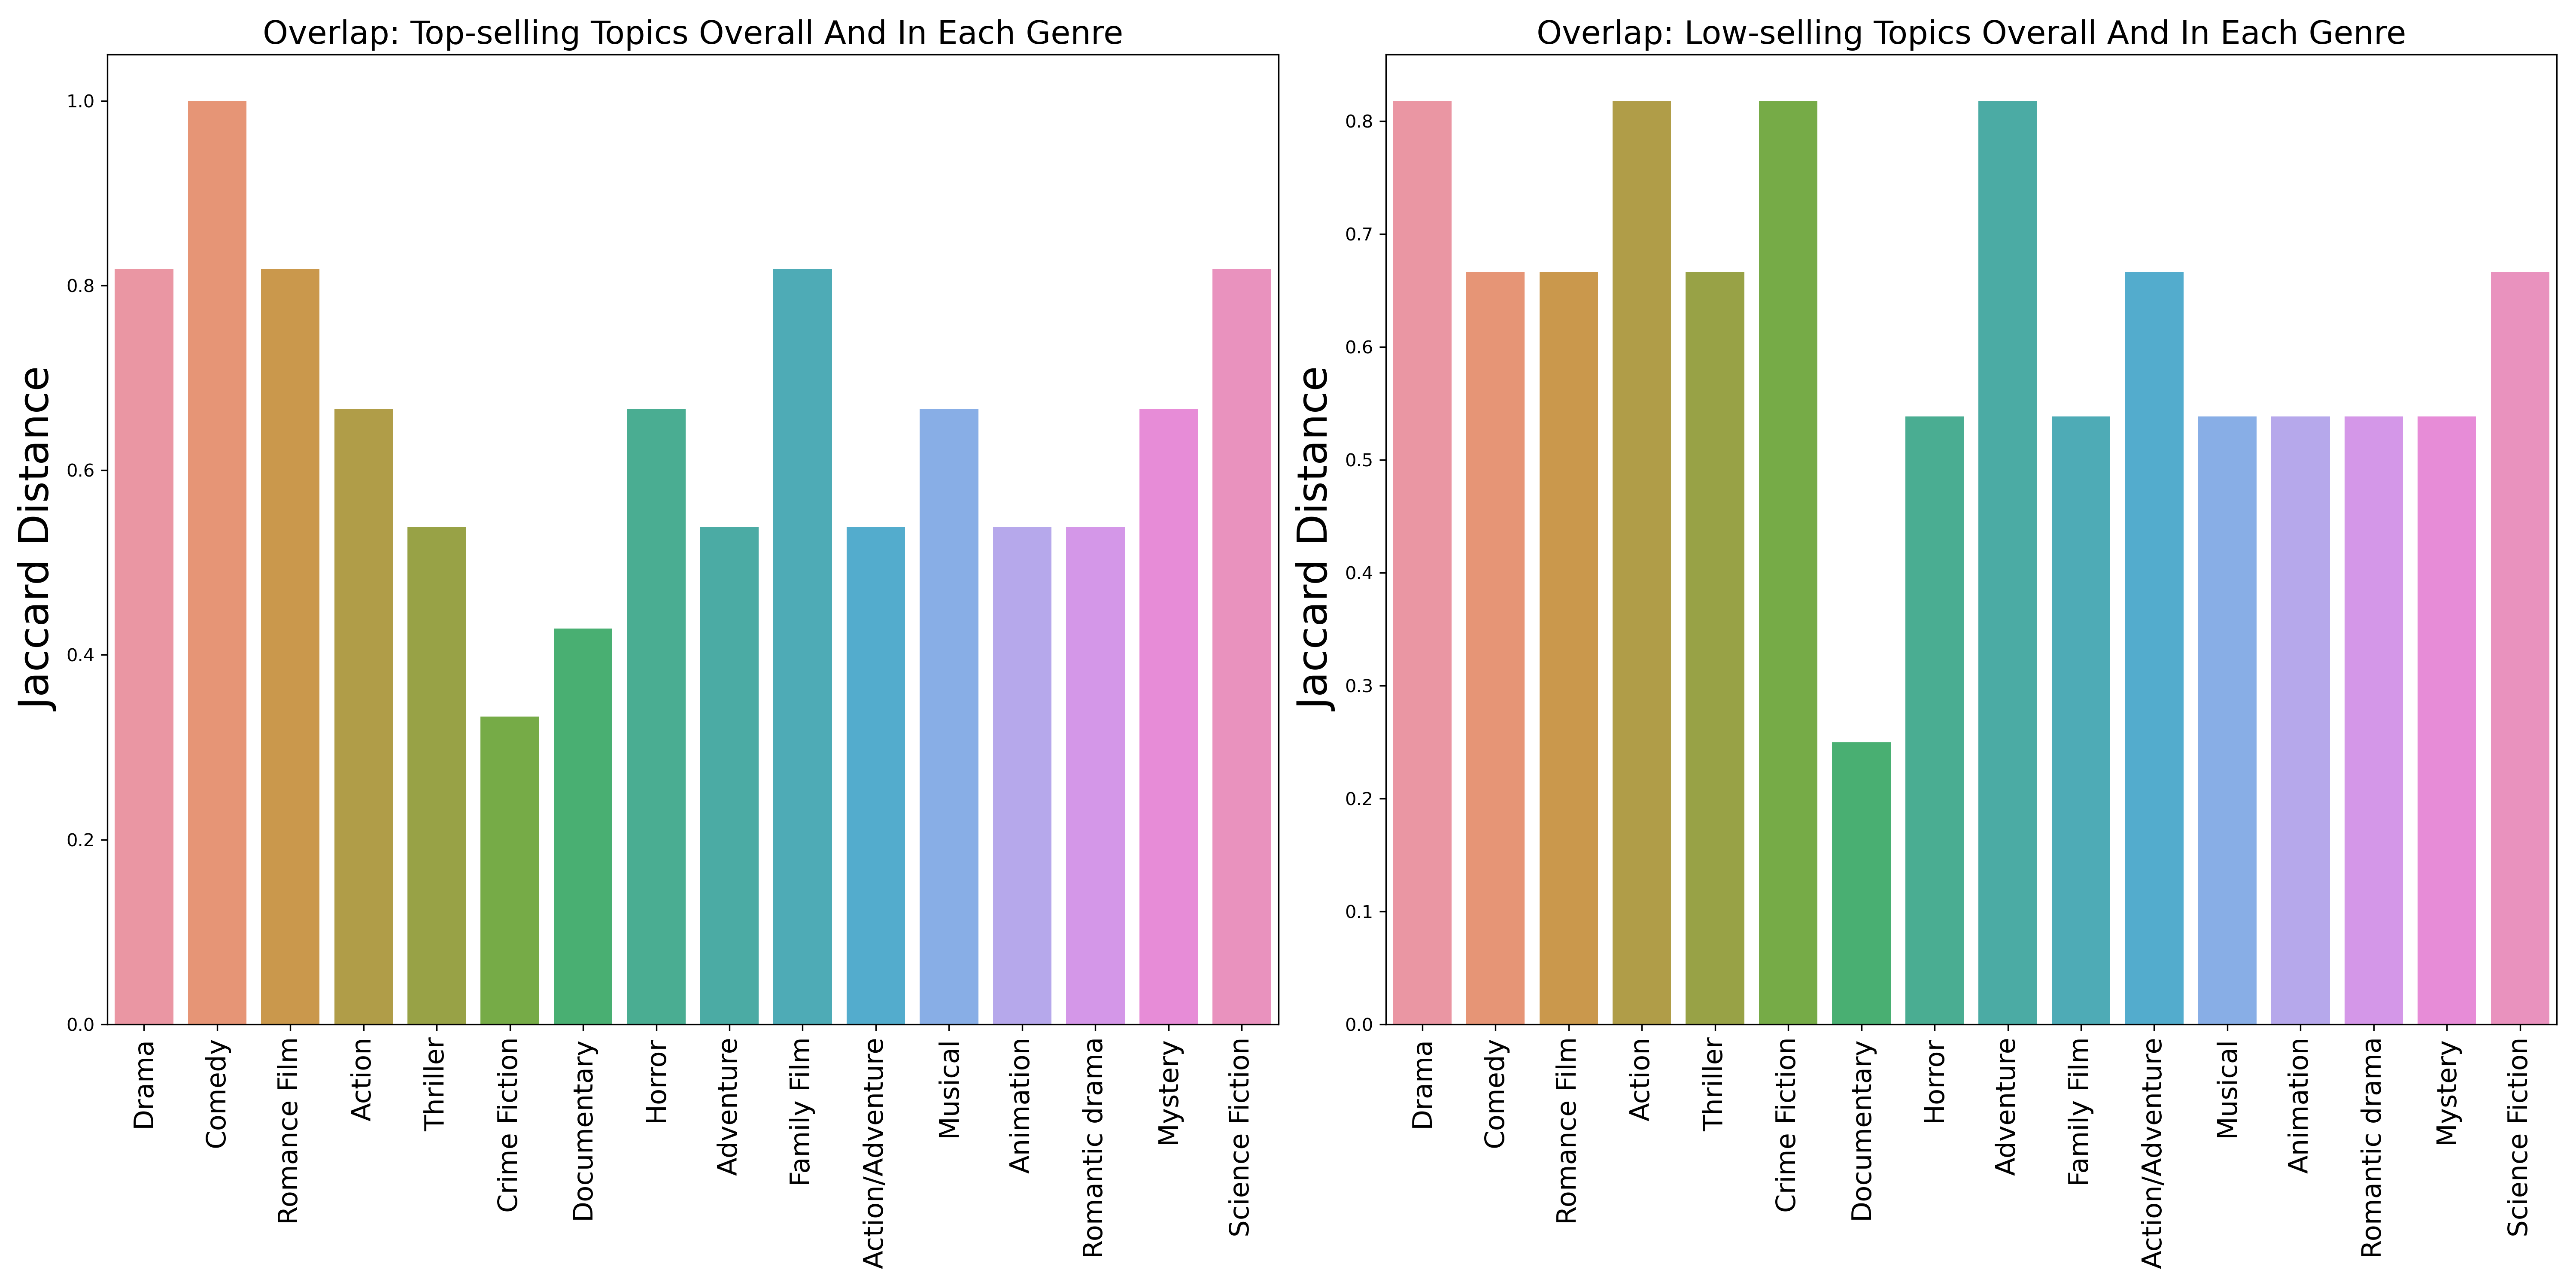 Overlap: Top-selling Topics Overall And In Each Genre
Jaccard Distance
1.0
0.8
0.6
0.4
0.2
0.0
Drama
Comedy
Romance Film
Action
Thriller
Crime Fiction
Documentary
Horror
Adventure
Family Film
Action/Adventure
Musical
Animation
Romantic drama
Mystery
Science Fiction
Overlap: Low-selling Topics Overall And In Each Genre
Jaccard Distance
0.8
0.7
0.6
0.5
0.4
0.3
0.2
0.1
0.0
Drama
Comedy
Romance Film
Action
Thriller
Crime Fiction
Documentary
Horror
Adventure
Family Film
Action/Adventure
Musical
Animation
Romantic drama
Mystery
Science Fiction